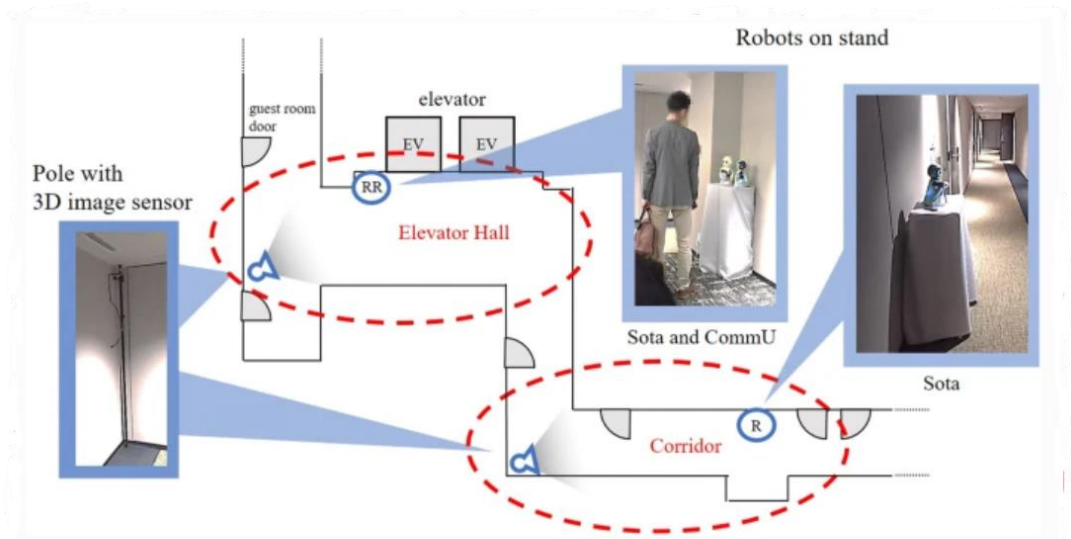 Robots on stand
guest room
door
elevator
EV
EV
Pole with
3D image sensor
RR
Elevator Hall
Sota and CommU
Sota
R
Corridor